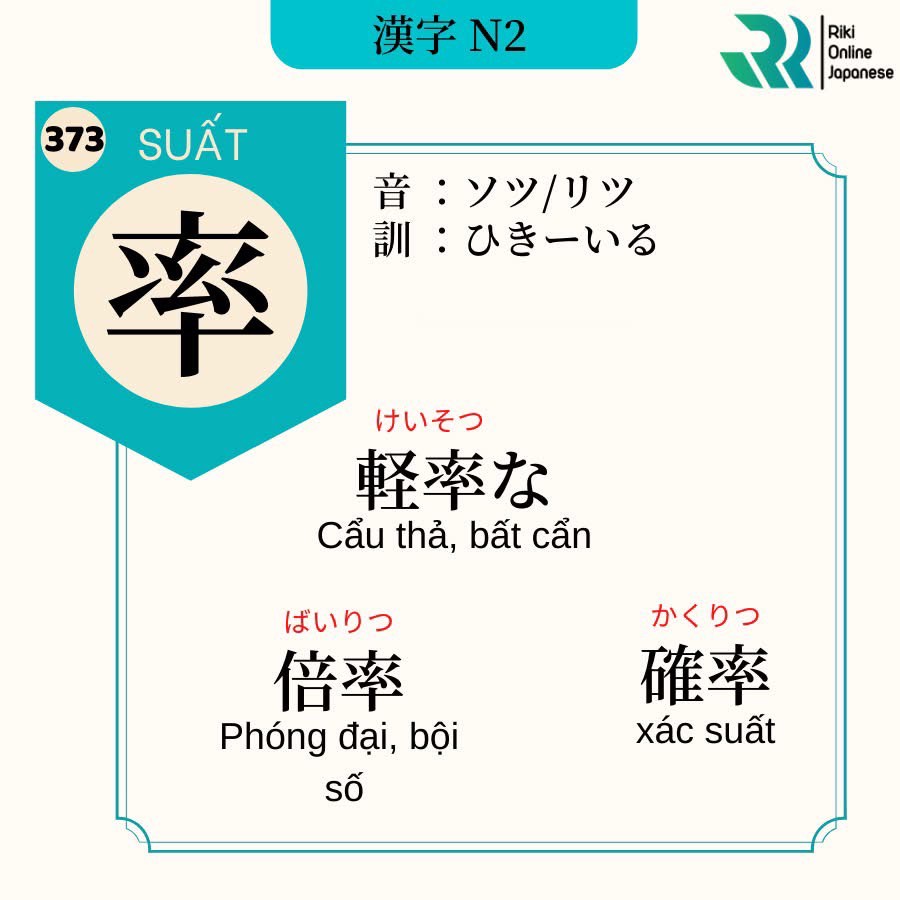 漢字 N2
Riki
Online
Japanese
373
SUẤT
率
音 ：ソツ/リツ
訓 ：ひきーいる
けいそつ
軽率な
Cẩu thả, bất cẩn
ばいりつ
倍率
Phóng đại, bội
số
かくりつ
確率
xác suất